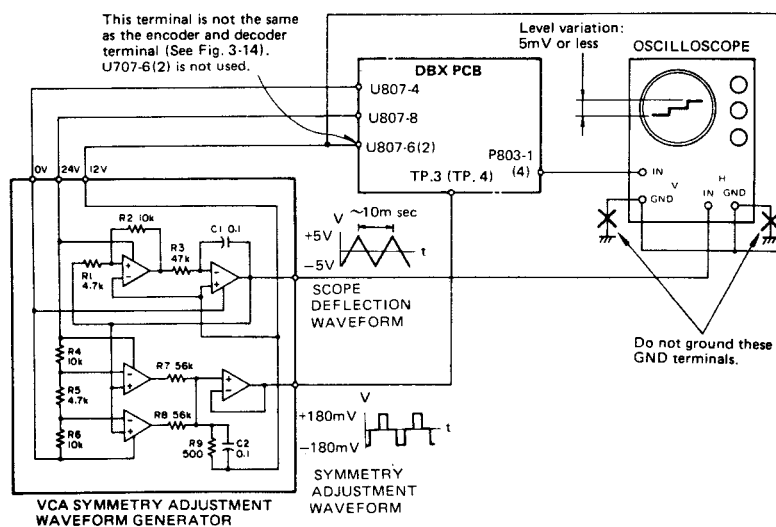 This terminal is not the same
as the encoder and decoder
terminal (See Fig. 3-14).
U707-6(2) is not used.
Level variation:
5mV or less
OSCILLOSCOPE
DBX PCB
U807-4
U807-8
U807-6(2)
P803-1
(4)
TP.3 (TP. 4)
IN
GND
V
H
IN
GND
0V
24V
12V
R2 10k
C1 0.1
R3
47k
R1
4.7k
V
~10m sec
+5V
t
-5V
SCOPE
DEFLECTION
WAVEFORM
Do not ground these
GND terminals.
R4
10k
R5
4.7k
R6
10k
R7 56k
R8 56k
R9
500
C2
0.1
V
+180mV
t
-180mV
SYMMETRY
ADJUSTMENT
WAVEFORM
VCA SYMMETRY ADJUSTMENT
WAVEFORM GENERATOR